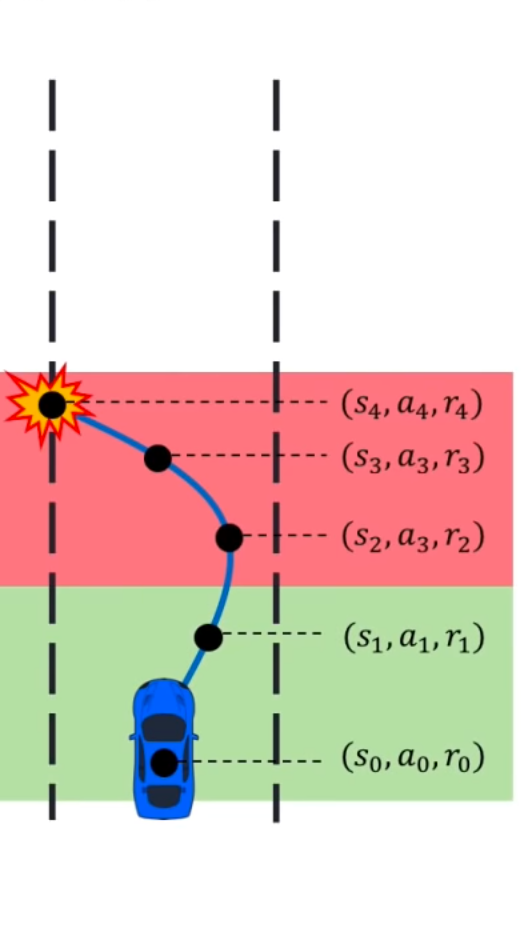 (s₄, a₄, r₄)
(s₃, a₃, r₃)
(s₂, a₃, r₂)
(s₁, a₁, r₁)
(s₀, a₀, r₀)